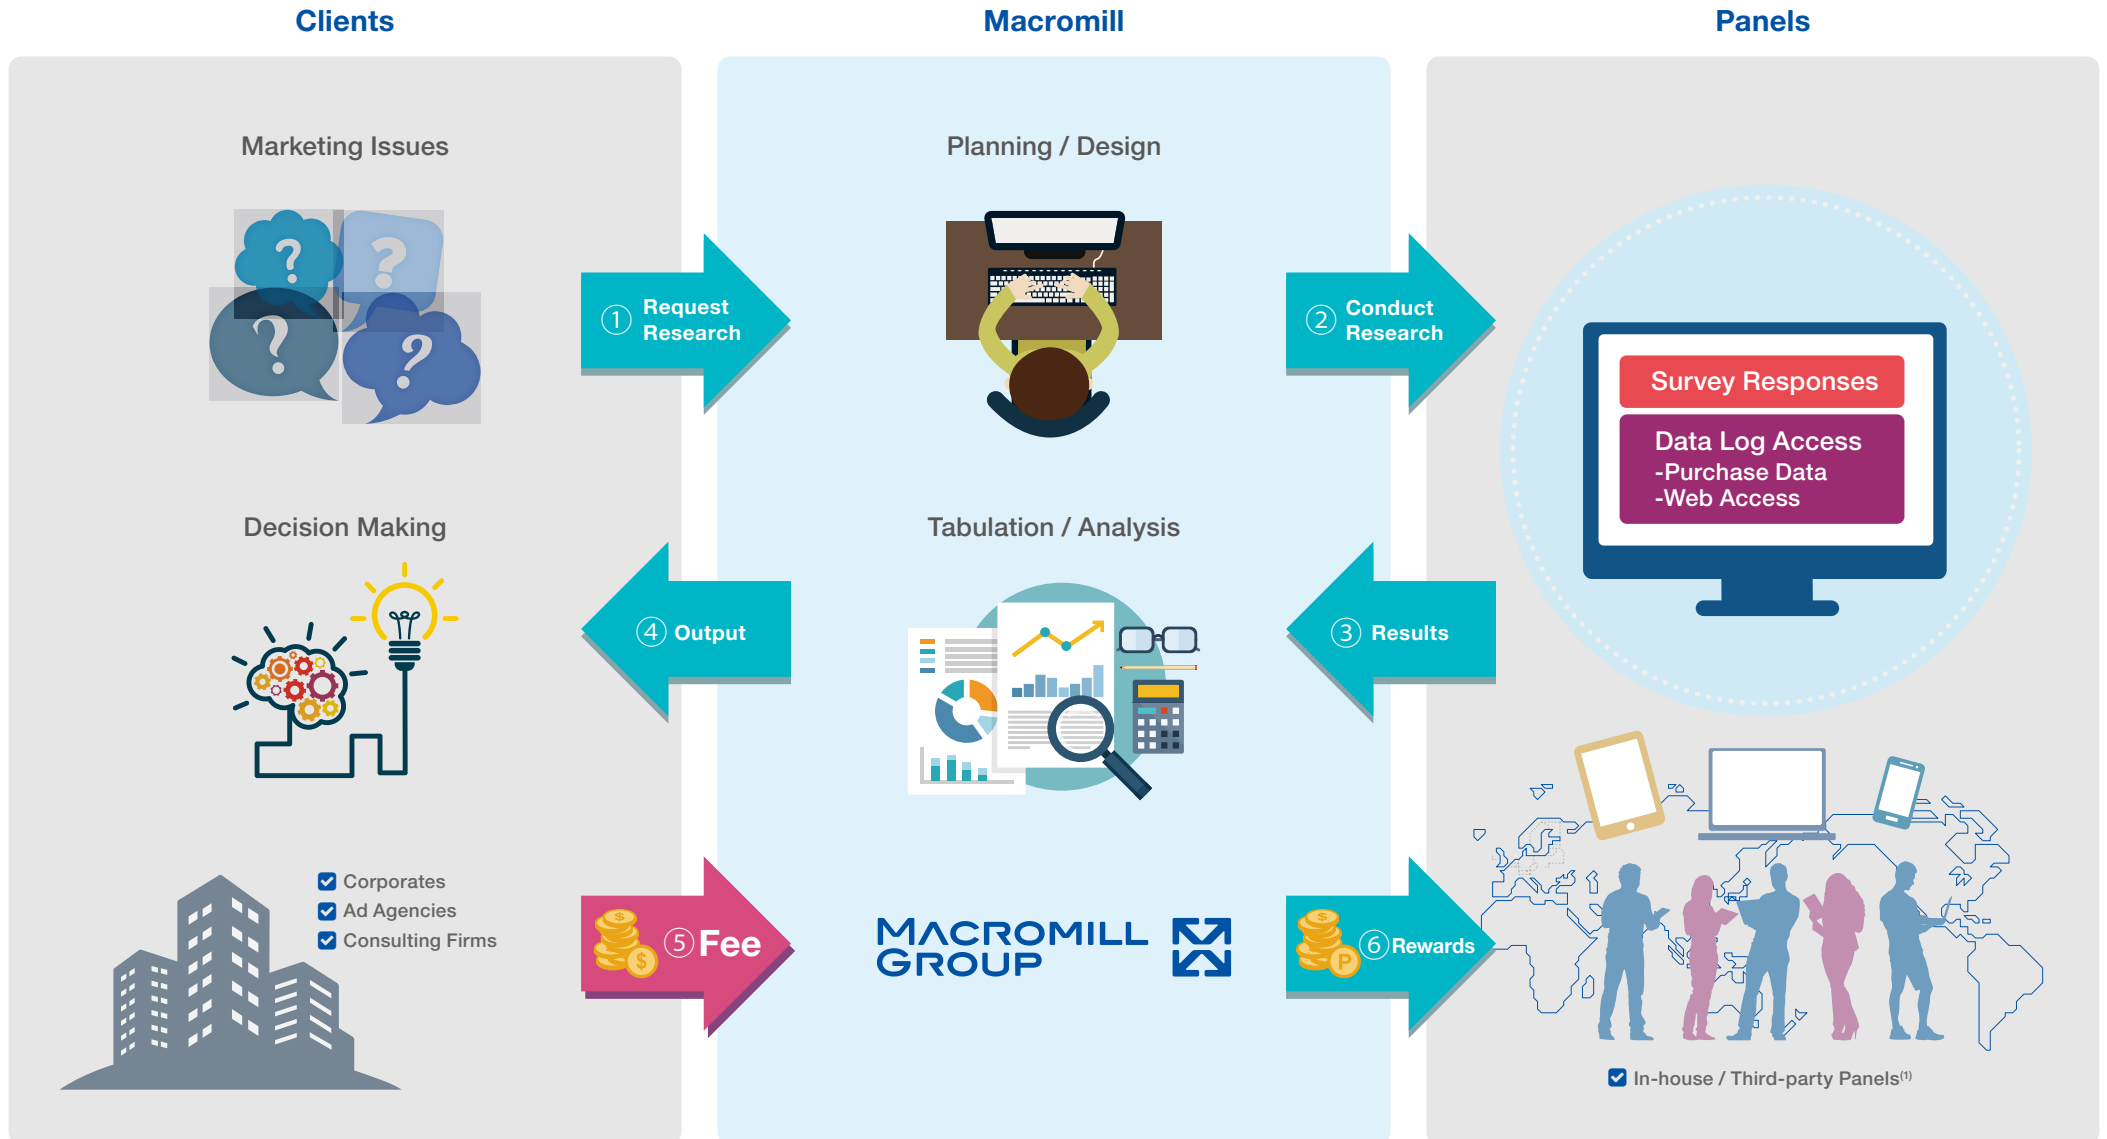 Clients
Macromill
Panels
Marketing Issues
Planning / Design
① Request
Research
② Conduct
Research
Survey Responses
Data Log Access
-Purchase Data
-Web Access
Decision Making
Tabulation / Analysis
④ Output
③ Results
Corporates
Ad Agencies
Consulting Firms
⑤ Fee
MACROMILL
GROUP
⑥ Rewards
In-house / Third-party Panels(1)